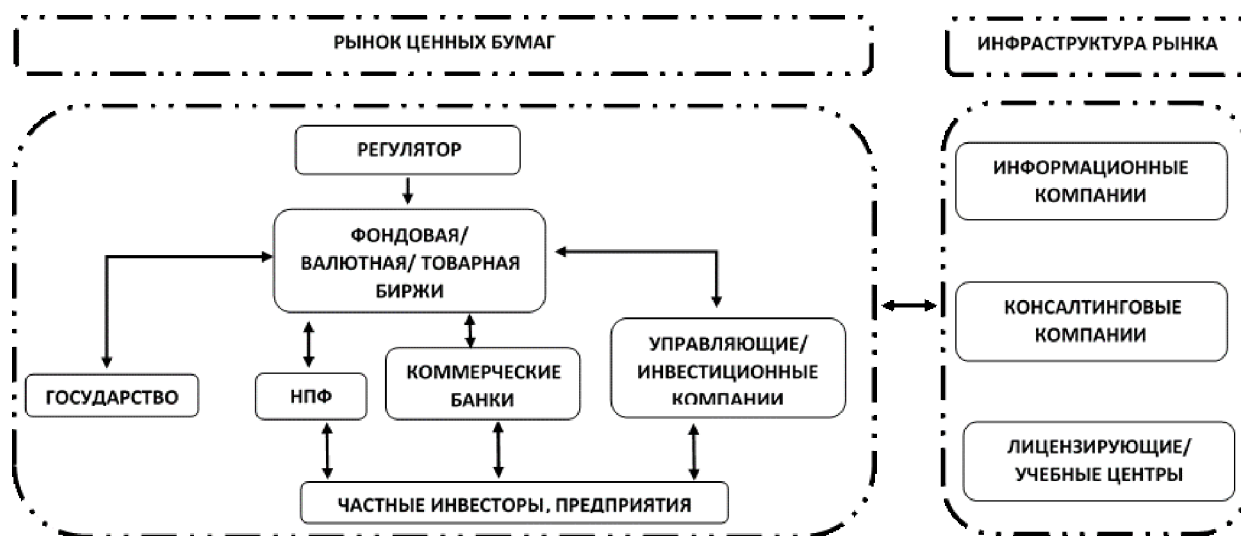 РЫНОК ЦЕННЫХ БУМАГ
ИНФРАСТРУКТУРА РЫНКА
РЕГУЛЯТОР
ФОНДОВАЯ/
ВАЛЮТНАЯ/ ТОВАРНАЯ
БИРЖИ
ГОСУДАРСТВО
НПФ
КОММЕРЧЕСКИЕ
БАНКИ
УПРАВЛЯЮЩИЕ/
ИНВЕСТИЦИОННЫЕ
КОМПАНИИ
ЧАСТНЫЕ ИНВЕСТОРЫ, ПРЕДПРИЯТИЯ
ИНФОРМАЦИОННЫЕ
КОМПАНИИ
КОНСАЛТИНГОВЫЕ
КОМПАНИИ
ЛИЦЕНЗИРУЮЩИЕ/
УЧЕБНЫЕ ЦЕНТРЫ